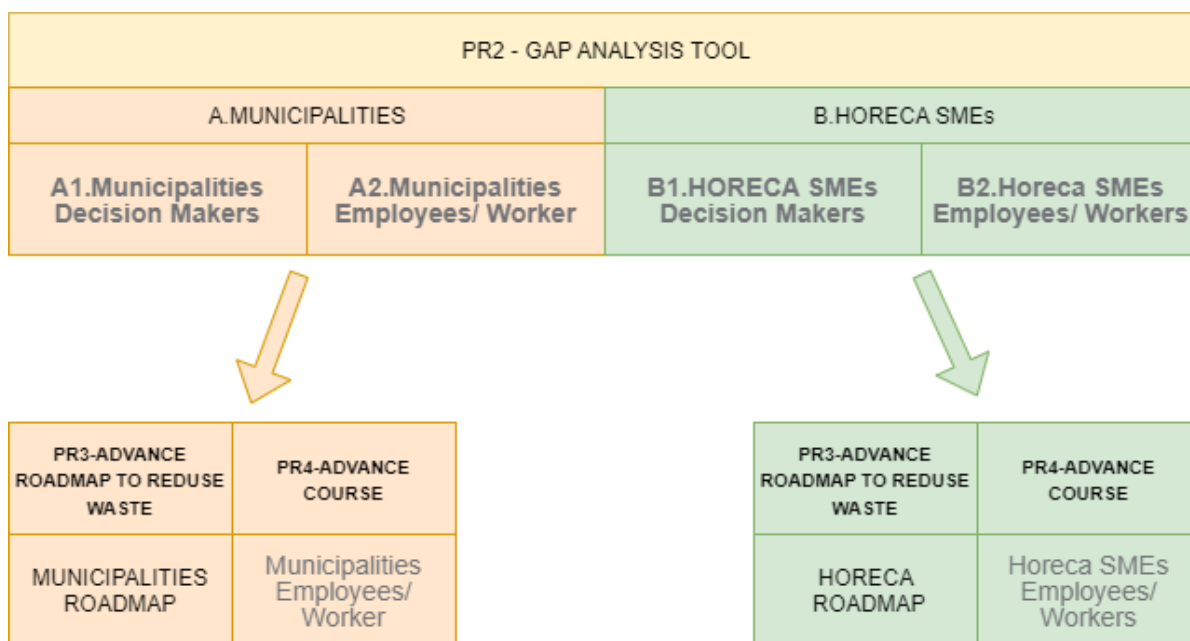 PR2 - GAP ANALYSIS TOOL
A.MUNICIPALITIES
B.HORECA SMEs
A1.Municipalities
Decision Makers
A2.Municipalities
Employees/ Worker
B1.HORECA SMEs
Decision Makers
B2.Horeca SMEs
Employees/ Workers
PR3-ADVANCE
ROADMAP TO REDUSE
WASTE
PR4-ADVANCE
COURSE
MUNICIPALITIES
ROADMAP
Municipalities
Employees/
Worker
PR3-ADVANCE
ROADMAP TO REDUSE
WASTE
PR4-ADVANCE
COURSE
HORECA
ROADMAP
Horeca SMEs
Employees/
Workers